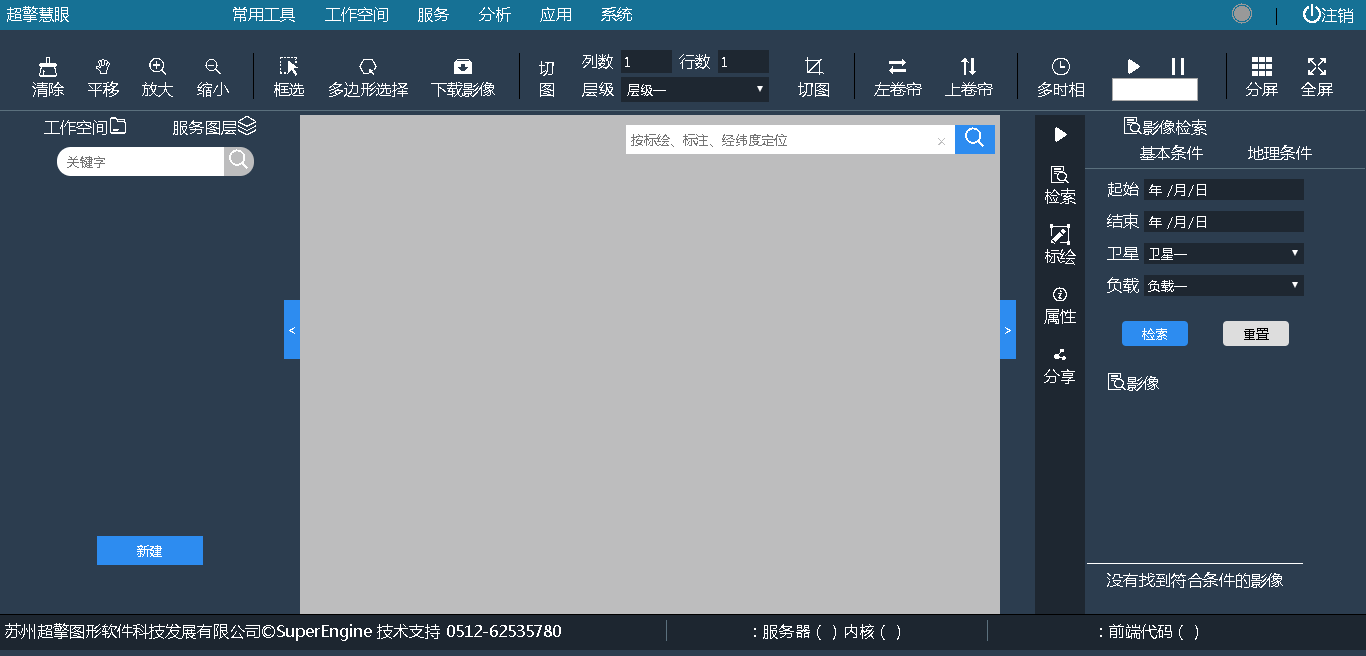 超擎慧眼 常用工具 工作空间 服务 分析 应用 系统 注销
清除 平移 放大 缩小 框选 多边形选择 下载影像 切图 列数 1 行数 1 层级 层级一 切图 左卷帘 上卷帘 多时相 分屏 全屏
工作空间 服务图层
关键字
按标绘、标注、经纬度定位 ×
<
>
新建
检索
标绘
属性
分享
影像检索
基本条件 地理条件
起始 年 /月/日
结束 年 /月/日
卫星 卫星一
负载 负载一
检索 重置
影像
没有找到符合条件的影像
苏州超擎图形软件科技发展有限公司©SuperEngine 技术支持 0512-62535780 : 服务器 ( ) 内核 ( ) : 前端代码 ( )